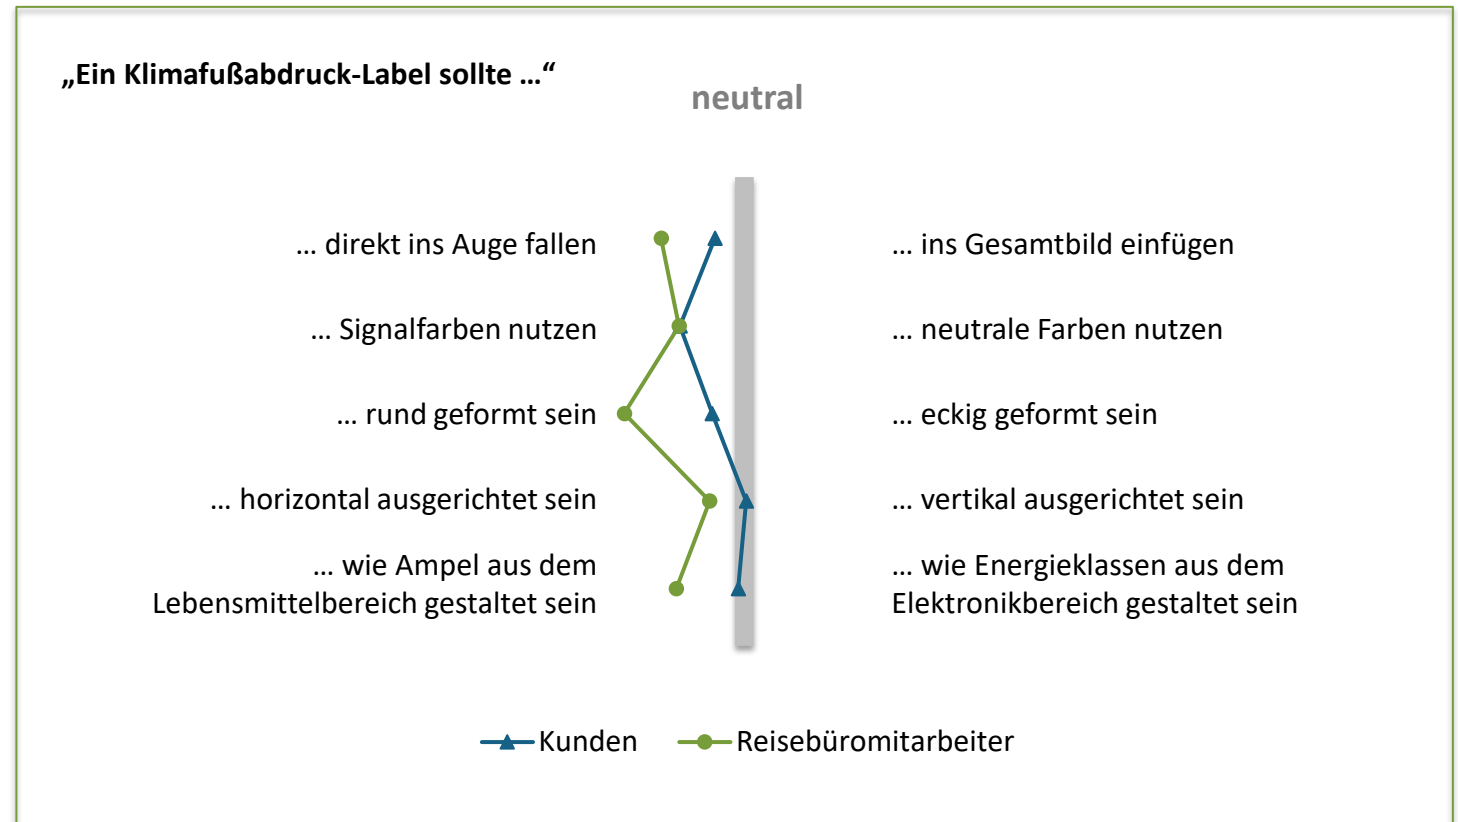 „Ein Klimafußabdruck-Label sollte …“
neutral
… direkt ins Auge fallen
… ins Gesamtbild einfügen
… Signalfarben nutzen
… neutrale Farben nutzen
… rund geformt sein
… eckig geformt sein
… horizontal ausgerichtet sein
… vertikal ausgerichtet sein
… wie Ampel aus dem
Lebensmittelbereich gestaltet sein
… wie Energieklassen aus dem
Elektronikbereich gestaltet sein
Kunden
Reisebüromitarbeiter